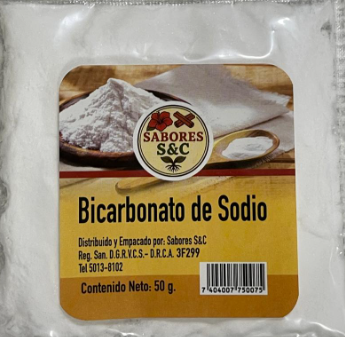 SABORES
S&C
Bicarbonato de Sodio
Distribuido y Empacado por: Sabores S&C
Reg. San. D.G.R.V.C.S.- D.R.C.A. 3F299
Tel 5013-8102
Contenido Neto: 50 g.
7 404007 750075